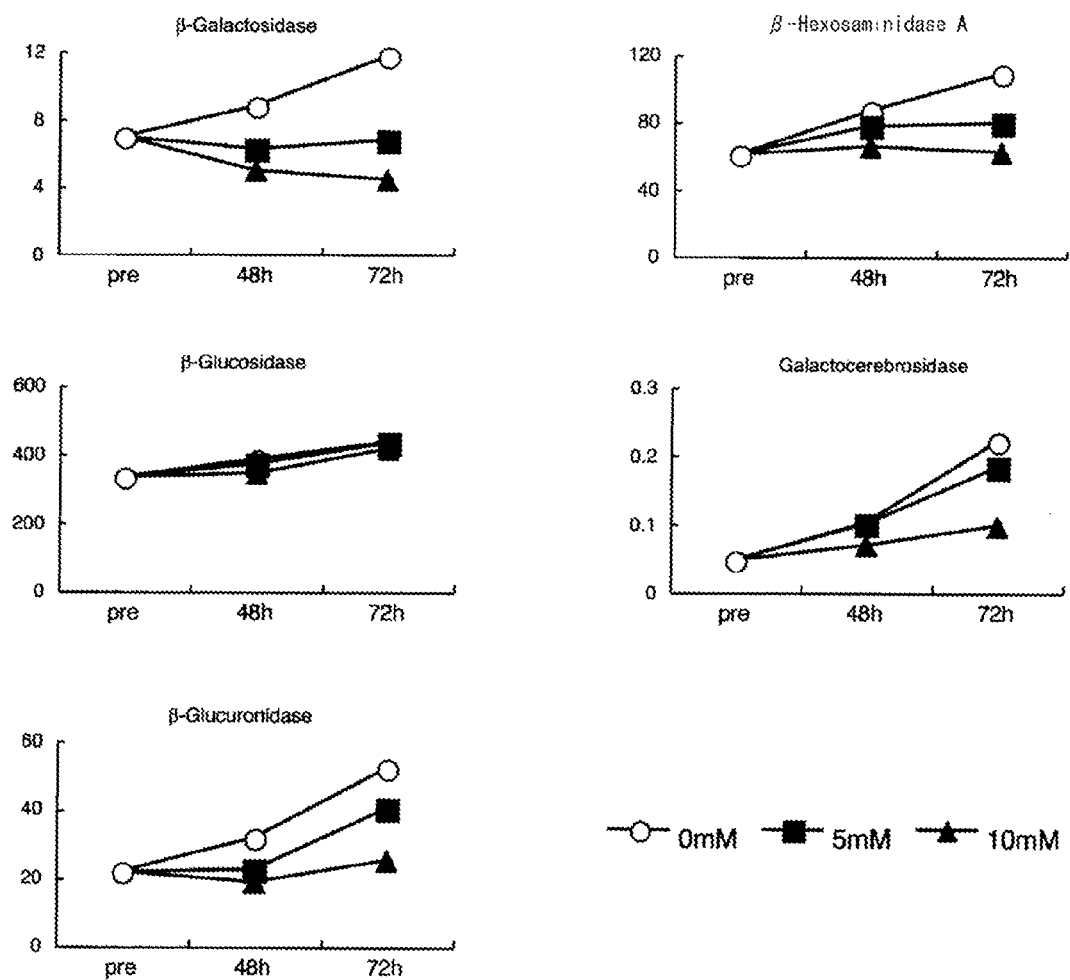 β-Galactosidase
12
8
4
0
pre 48h 72h
β-Hexosaminidase A
120
80
40
0
pre 48h 72h
β-Glucosidase
600
400
200
0
pre 48h 72h
Galactocerebrosidase
0.3
0.2
0.1
0
pre 48h 72h
β-Glucuronidase
60
40
20
0
pre 48h 72h
0mM 5mM 10mM